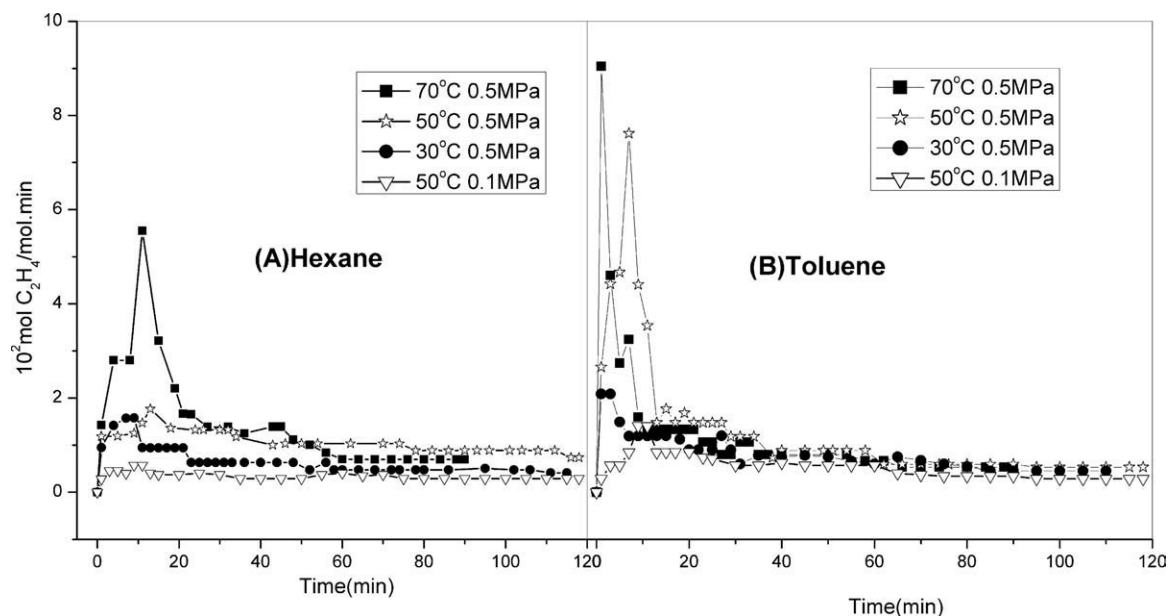 10
8
6
4
2
0
10²mol C₂H₄/mol.min
70°C 0.5MPa
50°C 0.5MPa
30°C 0.5MPa
50°C 0.1MPa
(A)Hexane
0 20 40 60 80 100 120
Time(min)
70°C 0.5MPa
50°C 0.5MPa
30°C 0.5MPa
50°C 0.1MPa
(B)Toluene
20 40 60 80 100 120
Time(min)